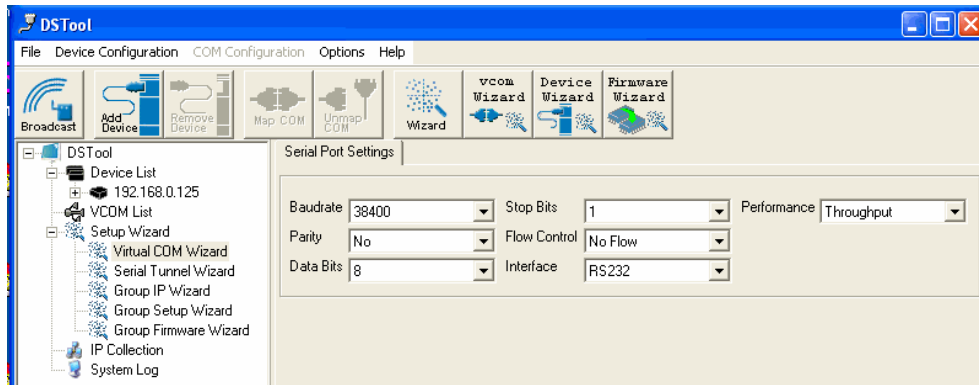 DSTool
File Device Configuration COM Configuration Options Help
Broadcast
Add Device
Remove Device
Map COM
Unmap COM
Wizard
vcom Wizard
Device Wizard
Firmware Wizard
DSTool
Device List
192.168.0.125
VCOM List
Setup Wizard
Virtual COM Wizard
Serial Tunnel Wizard
Group IP Wizard
Group Setup Wizard
Group Firmware Wizard
IP Collection
System Log
Serial Port Settings
Baudrate 38400 Stop Bits 1 Performance Throughput
Parity No Flow Control No Flow
Data Bits 8 Interface RS232